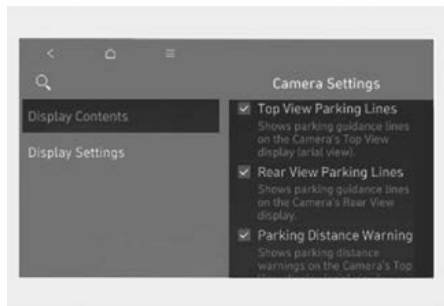 Camera Settings
Display Contents
Display Settings
Top View Parking Lines
Shows parking guidance lines
on the Camera's Top View
display (arial view).
Rear View Parking Lines
Shows parking guidance lines
on the Camera's Rear View
display.
Parking Distance Warning
Shows parking distance
warnings on the Camera's Top